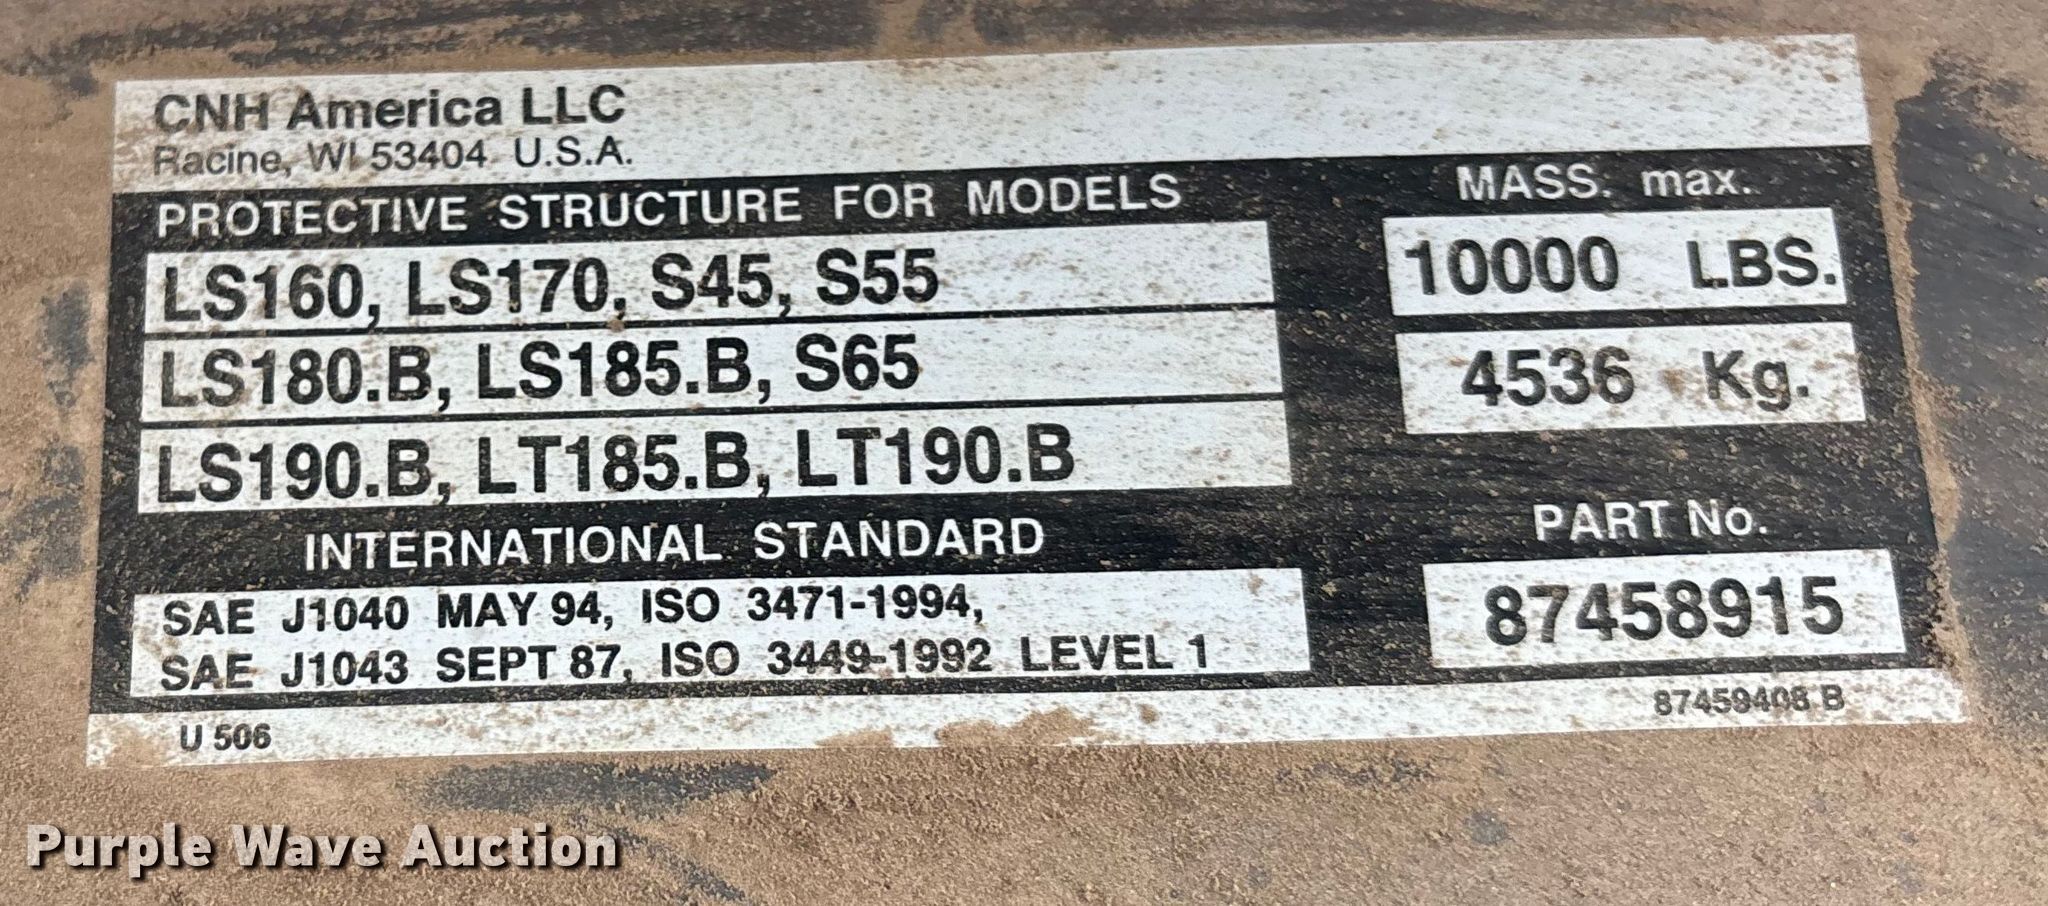 CNH America LLC
Racine, WI 53404 U.S.A.
PROTECTIVE STRUCTURE FOR MODELS
LS160, LS170, S45, S55
LS180.B, LS185.B, S65
LS190.B, LT185.B, LT190.B
MASS. max.
10000 LBS.
4536 Kg.
INTERNATIONAL STANDARD
SAE J1040 MAY 94, ISO 3471-1994,
SAE J1043 SEPT 87, ISO 3449-1992 LEVEL 1
PART No.
87458915
U 506
87459408 B
Purple Wave Auction